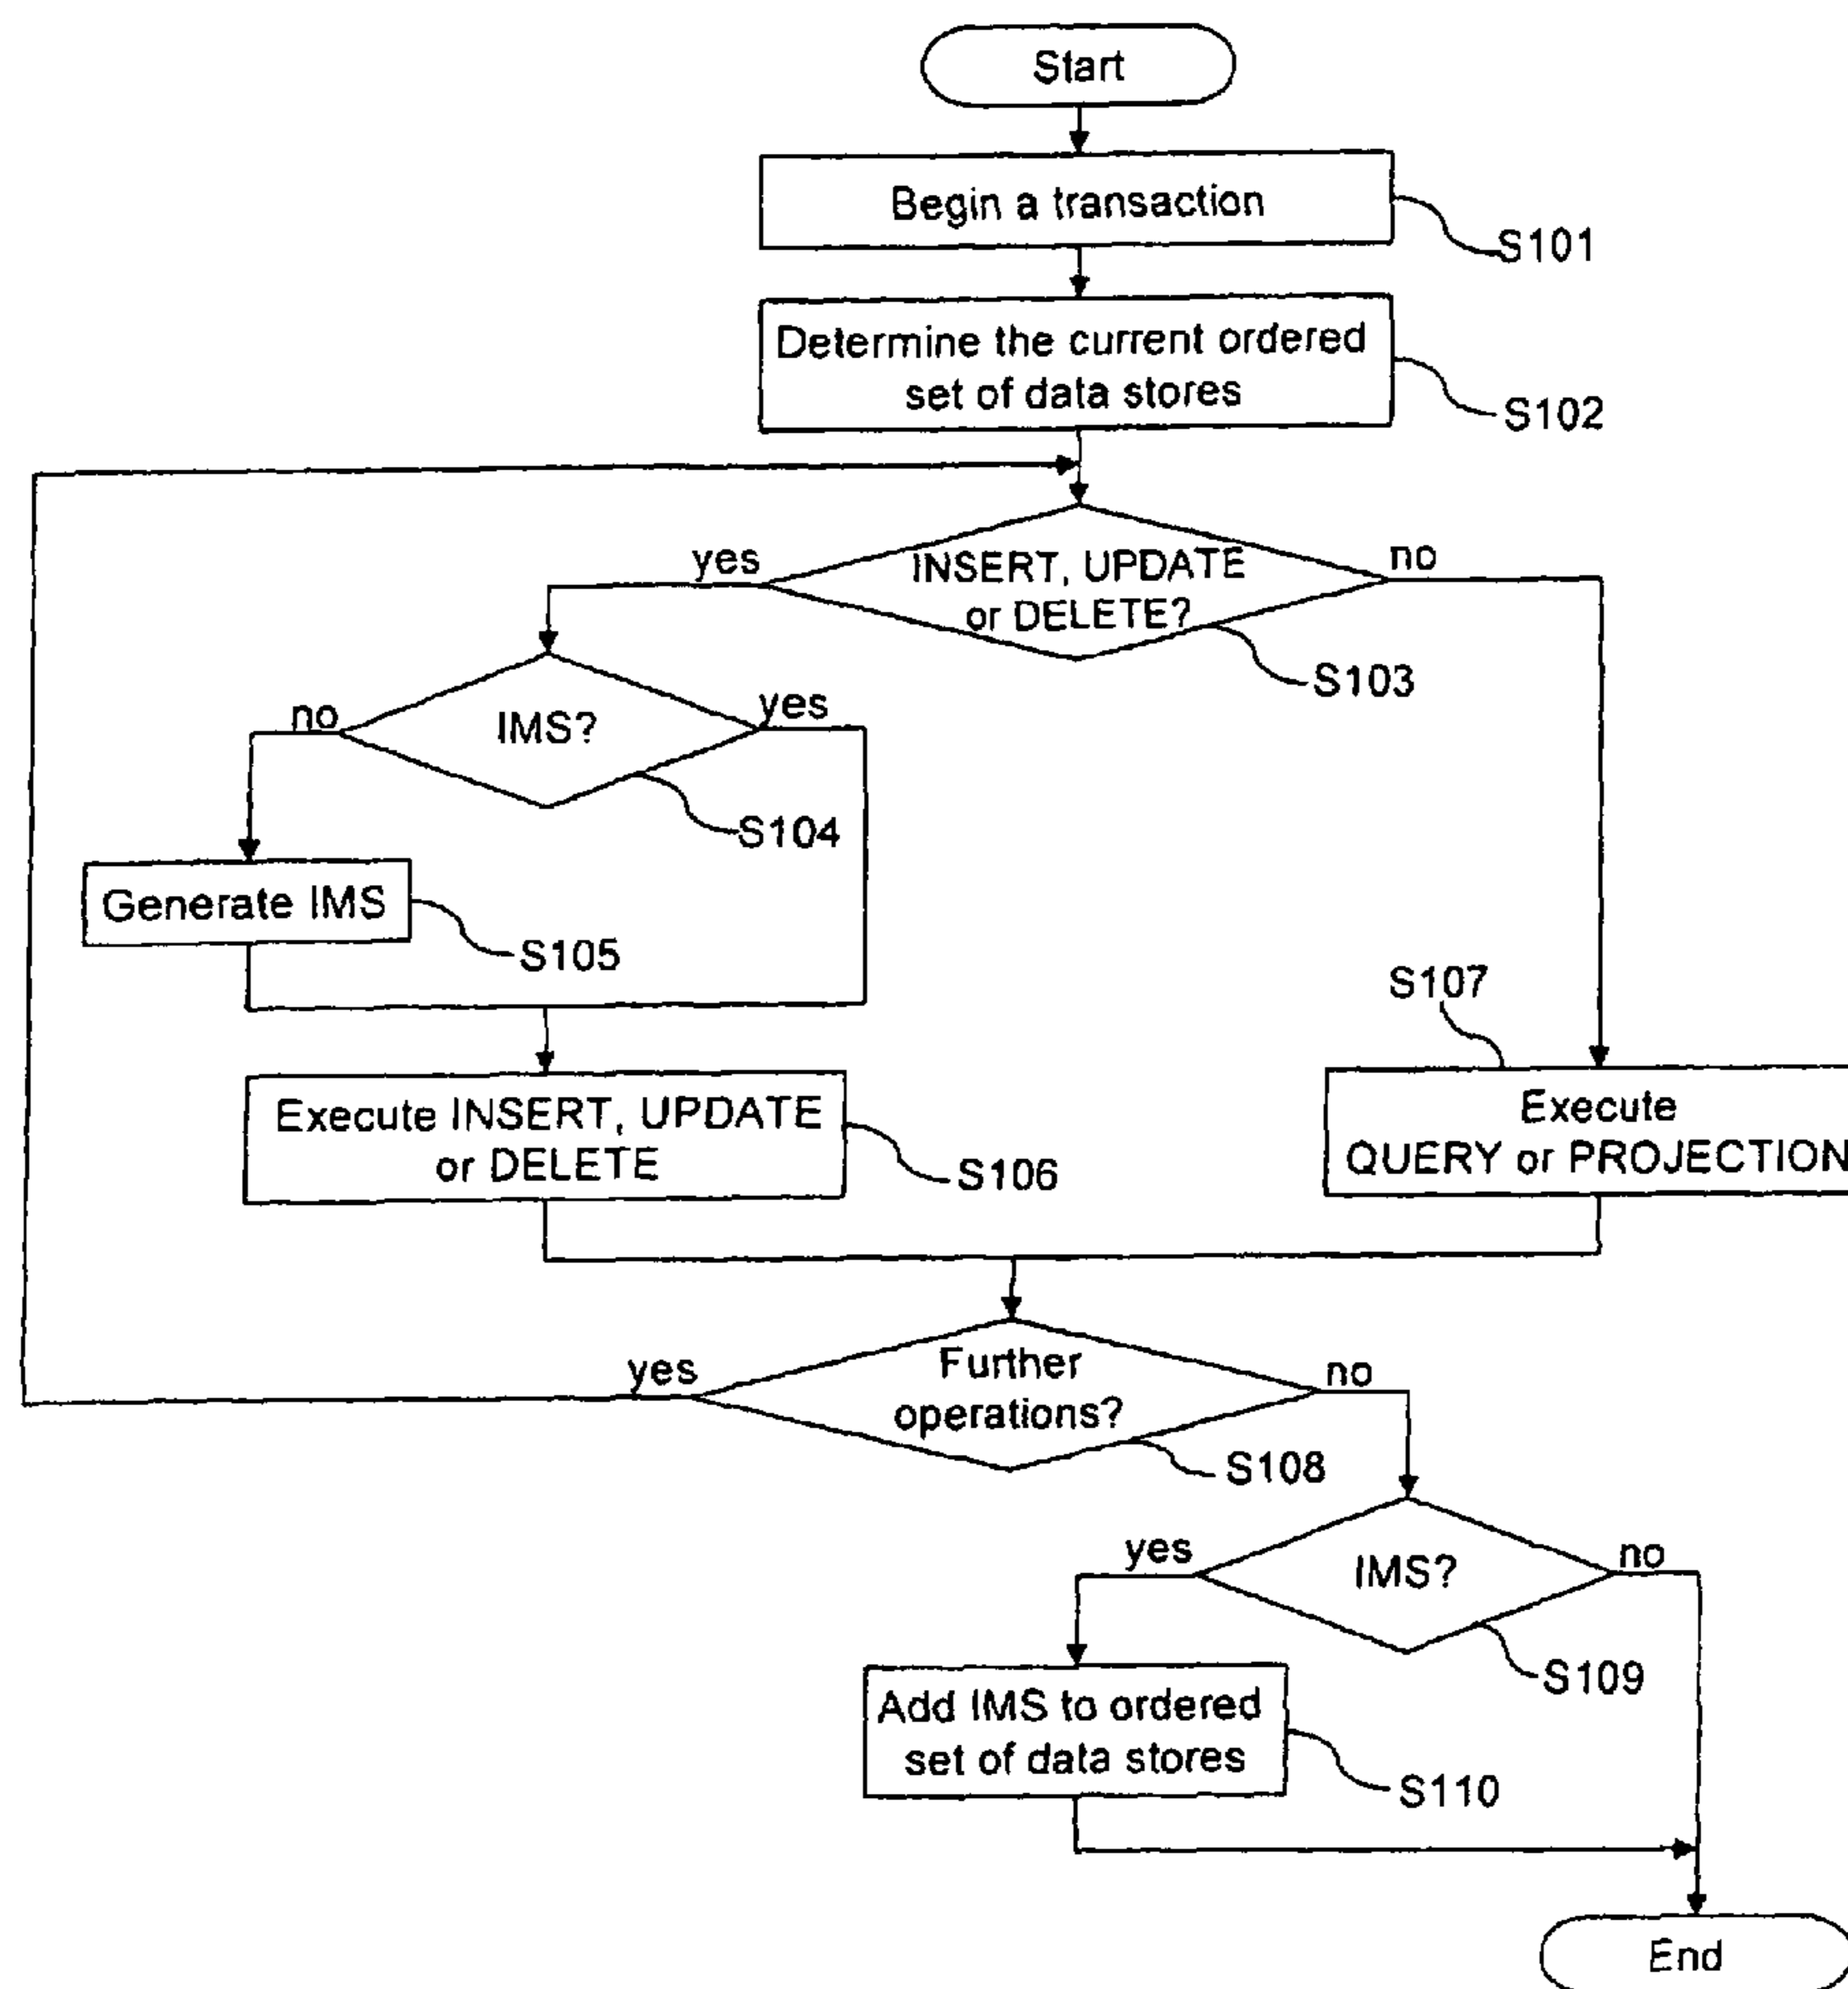 Start
Begin a transaction
S101
Determine the current ordered
set of data stores
S102
yes
INSERT, UPDATE
or DELETE?
no
S103
no
IMS?
yes
S104
Generate IMS
S105
S107
Execute INSERT, UPDATE
or DELETE
S106
Execute
QUERY or PROJECTION
yes
Further
operations?
no
S108
yes
IMS?
no
S109
Add IMS to ordered
set of data stores
S110
End